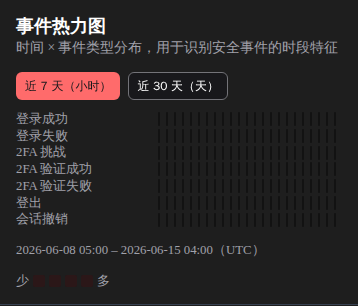 事件热力图
时间 × 事件类型分布，用于识别安全事件的时段特征
近 7 天（小时） 近 30 天（天）
登录成功
登录失败
2FA 挑战
2FA 验证成功
2FA 验证失败
登出
会话撤销
2026-06-08 05:00 – 2026-06-15 04:00（UTC）
少 多